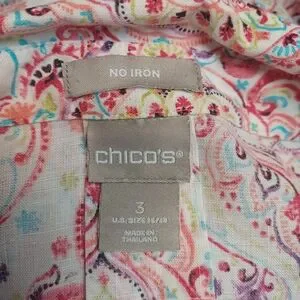 NO IRON
chico's®
3
U.S. SIZE 16/18
MADE IN
THAILAND